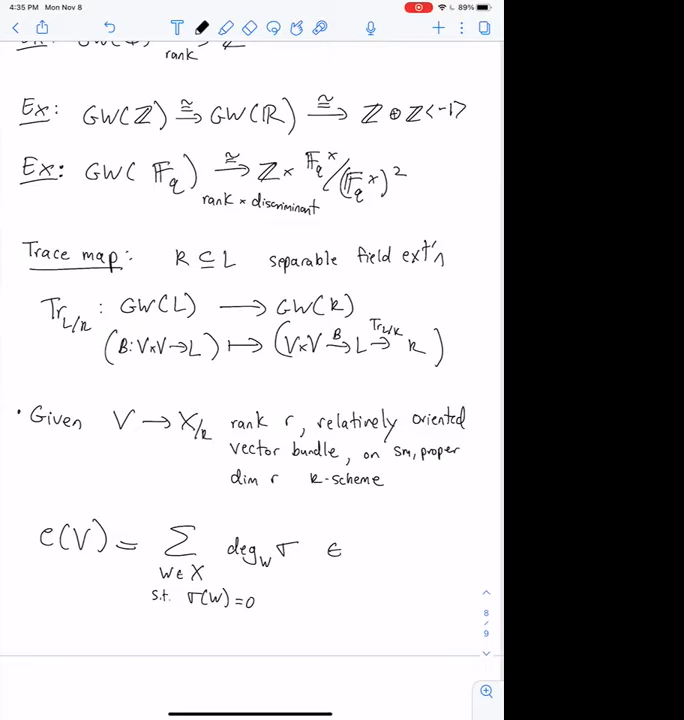 4:35 PM Mon Nov 8 89%
rank
Ex: GW(ℤ) ≅→ GW(ℝ) ≅→ ℤ ⊕ ℤ<-1>
Ex: GW(𝔽_q) ≅→ ℤ × 𝔽_q^×/(𝔽_q^×)^2
rank × discriminant
Trace map: k ⊆ L separable field ext'n
Tr_{L/k} : GW(L) → GW(k)
(B: V×V → L) ↦ (V×V →^B L →^{Tr_{L/k}} k)
• Given V → X/k rank r, relatively oriented
vector bundle, on sm, proper
dim r k-scheme
e(V) = Σ deg_w σ ∈
w∈X
s.t. σ(w)=0
8
/
9